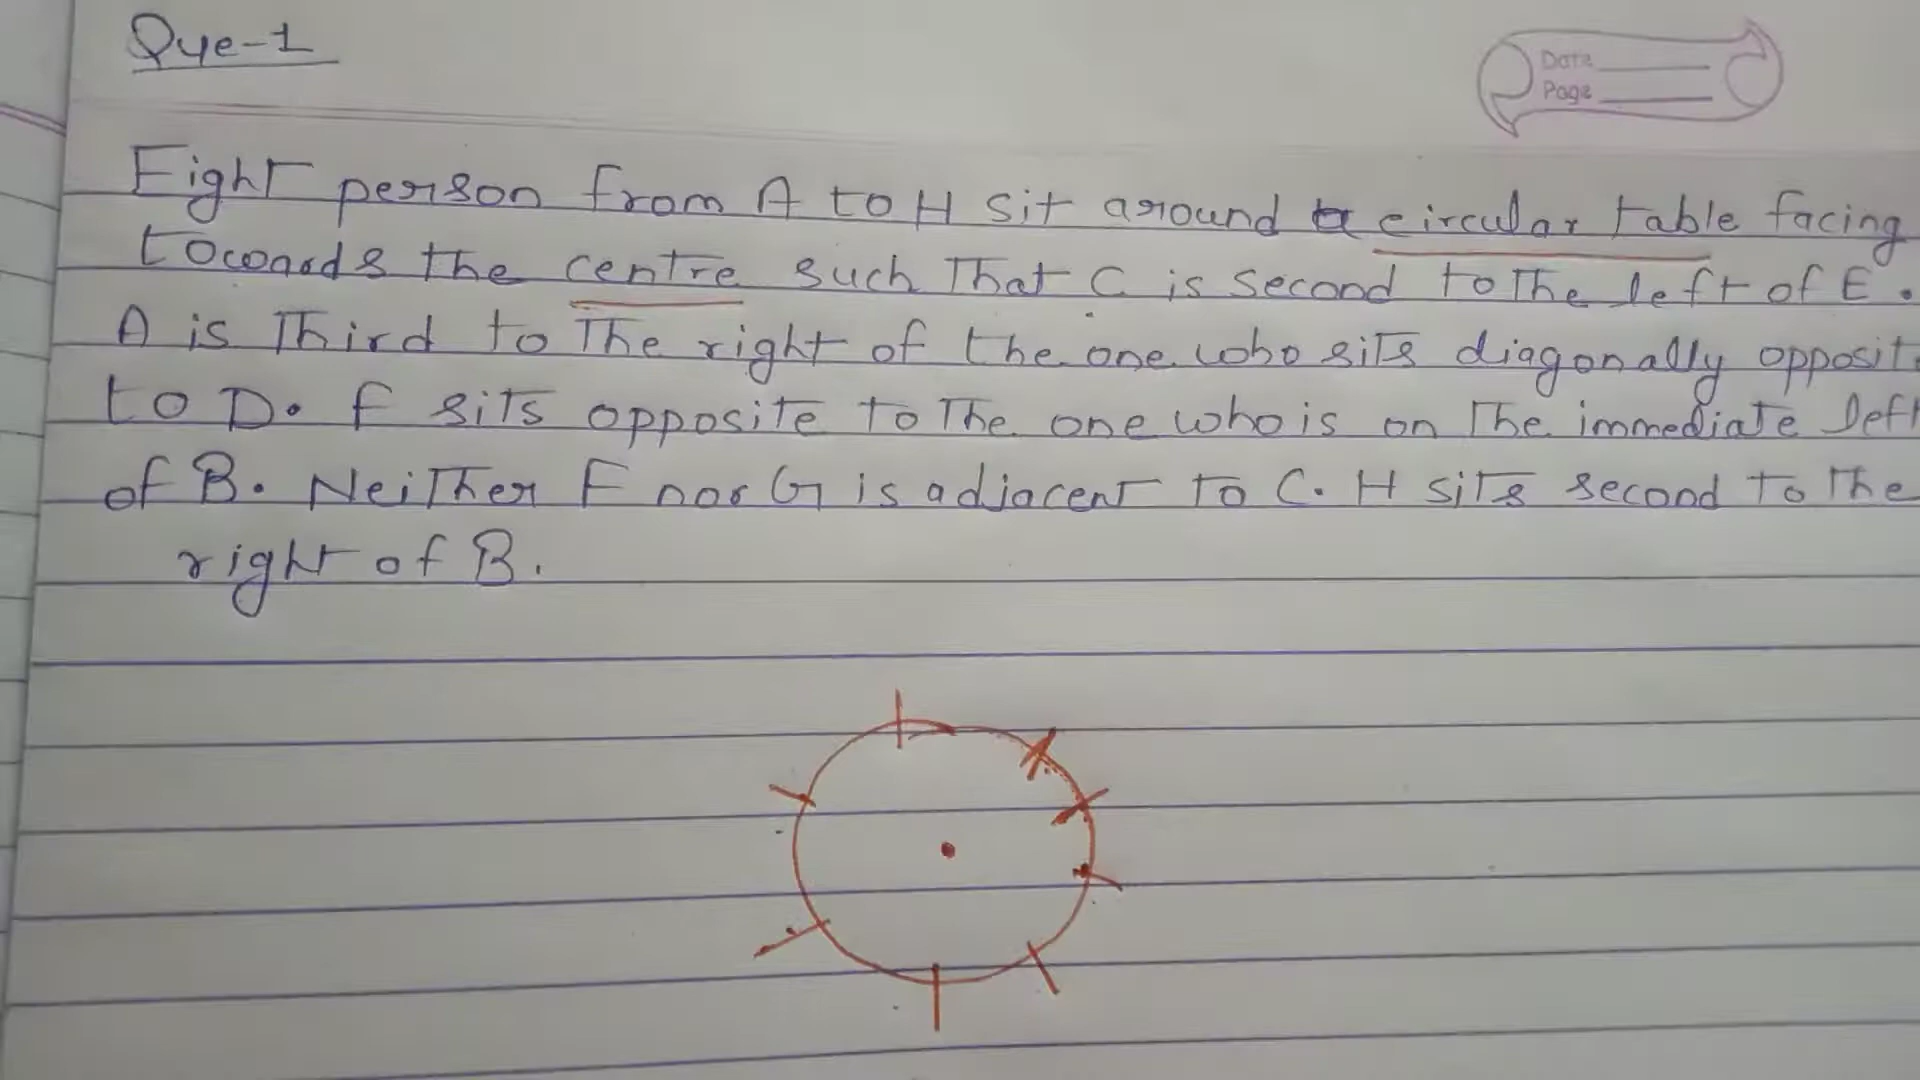 Que-1
Date
Page
Eight person from A to H sit around a circular table facing
towards the centre such that C is second to the left of E.
A is Third to The right of the one who sits diagonally opposit
to D. F sits opposite to The one who is on The immediate left
of B. Neither F nor G is adjacent to C. H sits second to The
right of B.